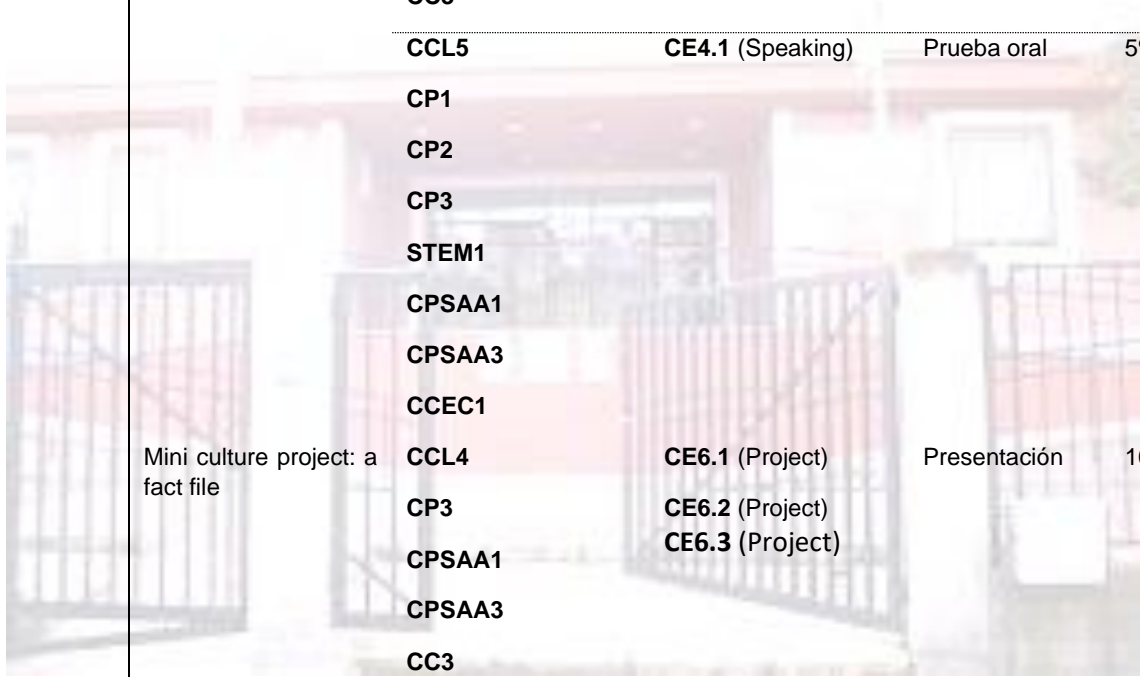 CCL5 CE4.1 (Speaking) Prueba oral
CP1
CP2
CP3
STEM1
CPSAA1
CPSAA3
CCEC1
Mini culture project: a CCL4 CE6.1 (Project) Presentación
fact file
CP3 CE6.2 (Project)
CE6.3 (Project)
CPSAA1
CPSAA3
CC3